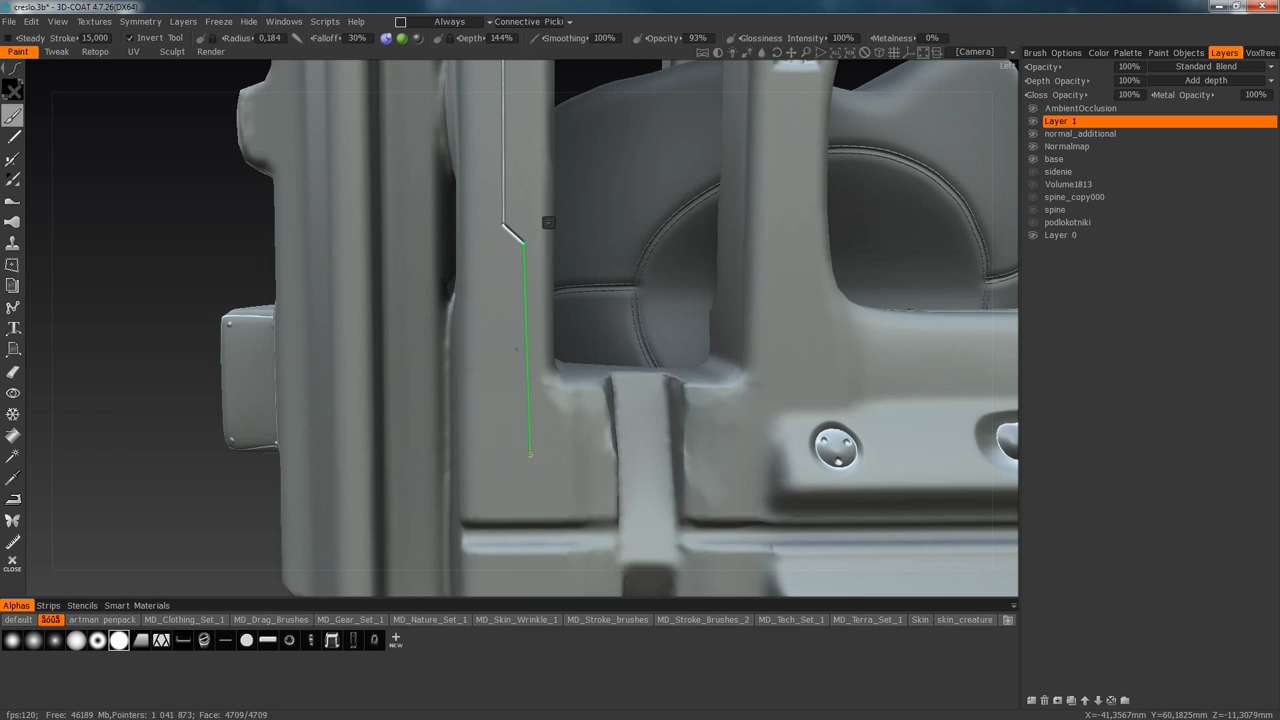 creslo.3b* - 3D-COAT 4.7.26(DX64)
File Edit View Textures Symmetry Layers Freeze Hide Windows Scripts Help Always Connective Picki
Steady Stroke 15,000 Invert Tool Radius 0,184 Falloff 30% Depth 144% Smoothing 100% Opacity 93% Glossiness Intensity 100% Metalness 0%
Paint Tweak Retopo UV Sculpt Render [Camera] Brush Options Color Palette Paint Objects Layers VoxTree
Left
Opacity 100% Standard Blend
Depth Opacity 100% Add depth
Gloss Opacity 100% Metal Opacity 100%
AmbientOcclusion
Layer 1
normal_additional
Normalmap
base
sidenie
Volume1813
spine_copy000
spine
podlokotniki
Layer 0
CLOSE
Alphas Strips Stencils Smart Materials
default åóüå artman penpack MD_Clothing_Set_1 MD_Drag_Brushes MD_Gear_Set_1 MD_Nature_Set_1 MD_Skin_Wrinkle_1 MD_Stroke_brushes MD_Stroke_Brushes_2 MD_Tech_Set_1 MD_Terra_Set_1 Skin skin_creature
NEW
fps:120; Free: 46189 Mb,Pointers: 1 041 873; Face: 4709/4709 X=-41,3567mm Y=60,1825mm Z=-11,3079mm